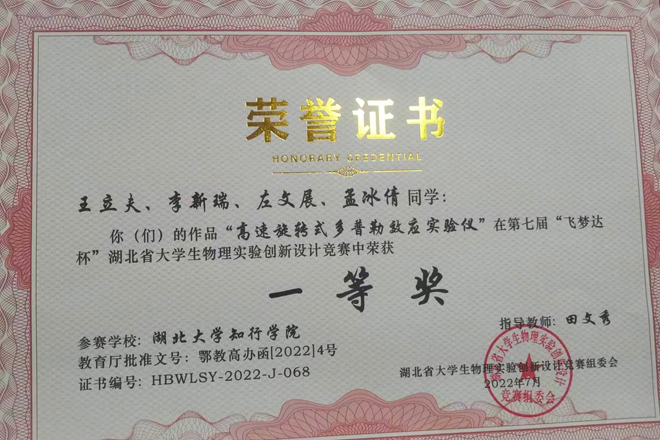 荣誉证书
HONORARY CREDENTIAL
王立夫、李新瑞、左文展、孟冰倩同学：
你（们）的作品“高速旋转式多普勒效应实验仪”在第七届“飞梦达
杯”湖北省大学生物理实验创新设计竞赛中荣获
一等奖
参赛学校：湖北大学知行学院
指导教师：田文秀
教育厅批准文号：鄂教高办函[2022]4号
证书编号：HBWLSY-2022-J-068
湖北省大学生物理实验创新设计竞赛组委会
2022年7月
竞赛组委会